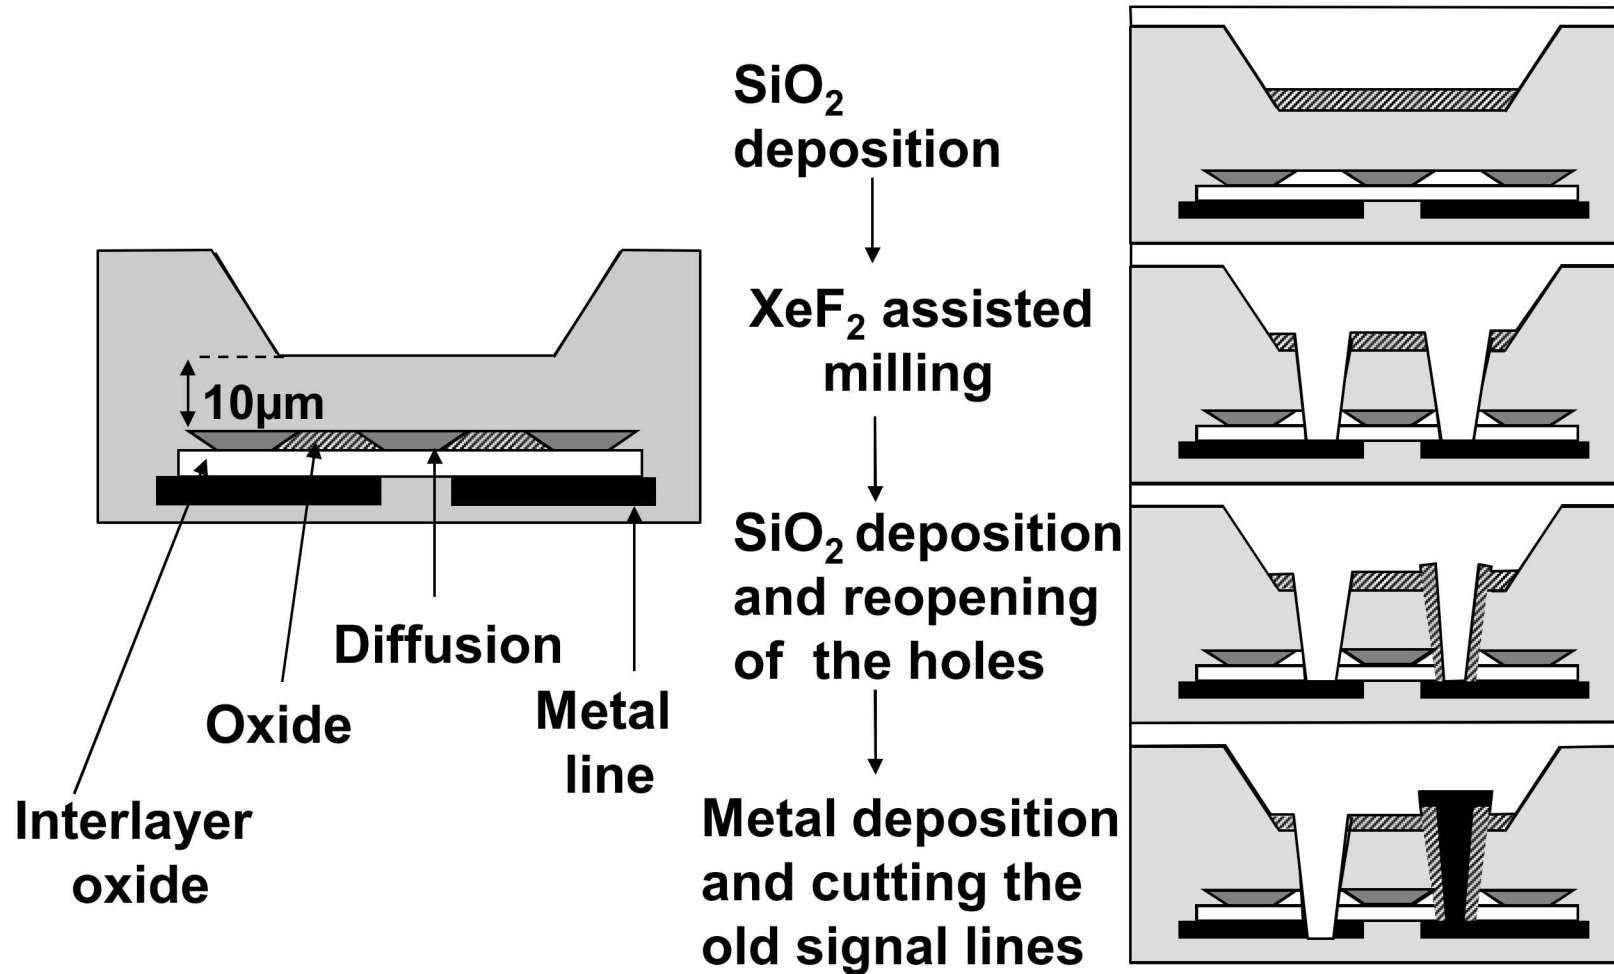 SiO₂
deposition
XeF₂ assisted
milling
SiO₂ deposition
and reopening
of the holes
Metal deposition
and cutting the
old signal lines
10µm
Diffusion
Oxide
Metal
line
Interlayer
oxide